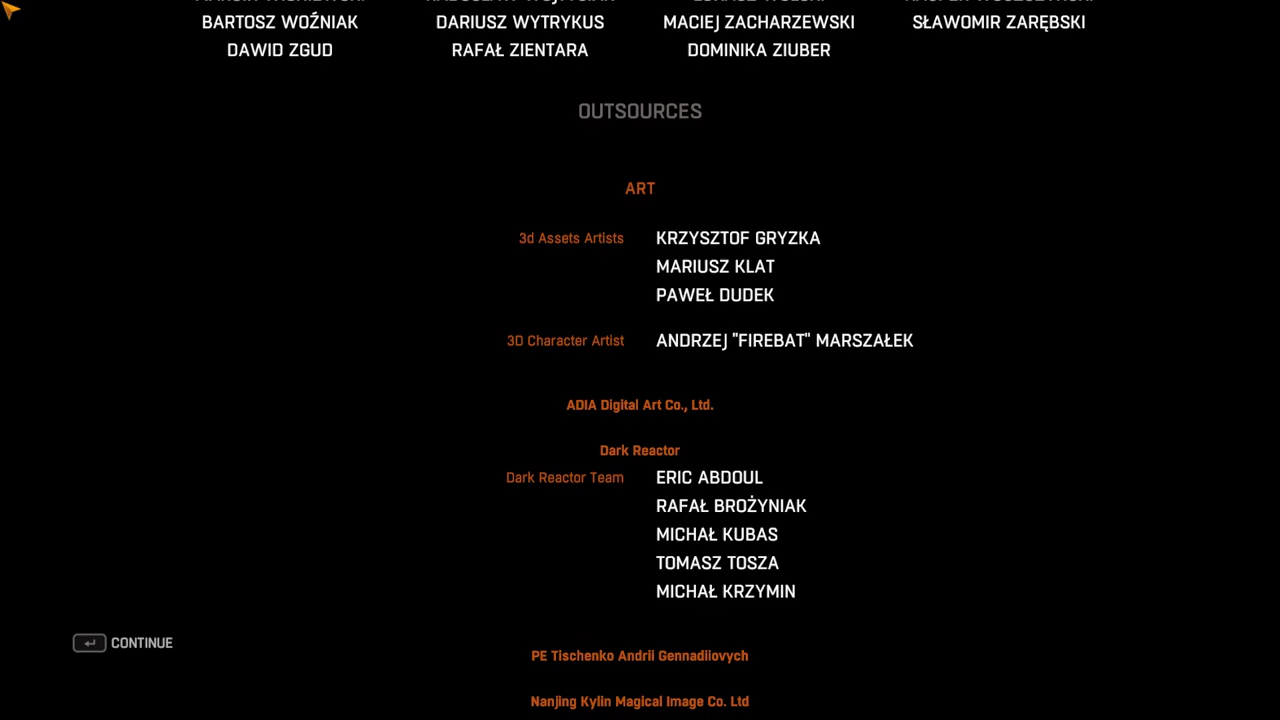 BARTOSZ WOŹNIAK DARIUSZ WYTRYKUS MACIEJ ZACHARZEWSKI SŁAWOMIR ZARĘBSKI
DAWID ZGUD RAFAŁ ZIENTARA DOMINIKA ZIUBER
OUTSOURCES
ART
3d Assets Artists KRZYSZTOF GRYZKA
MARIUSZ KLAT
PAWEŁ DUDEK
3D Character Artist ANDRZEJ "FIREBAT" MARSZAŁEK
ADIA Digital Art Co., Ltd.
Dark Reactor
Dark Reactor Team ERIC ABDOUL
RAFAŁ BROŻYNIAK
MICHAŁ KUBAS
TOMASZ TOSZA
MICHAŁ KRZYMIN
CONTINUE
PE Tischenko Andrii Gennadiiovych
Nanjing Kylin Magical Image Co. Ltd